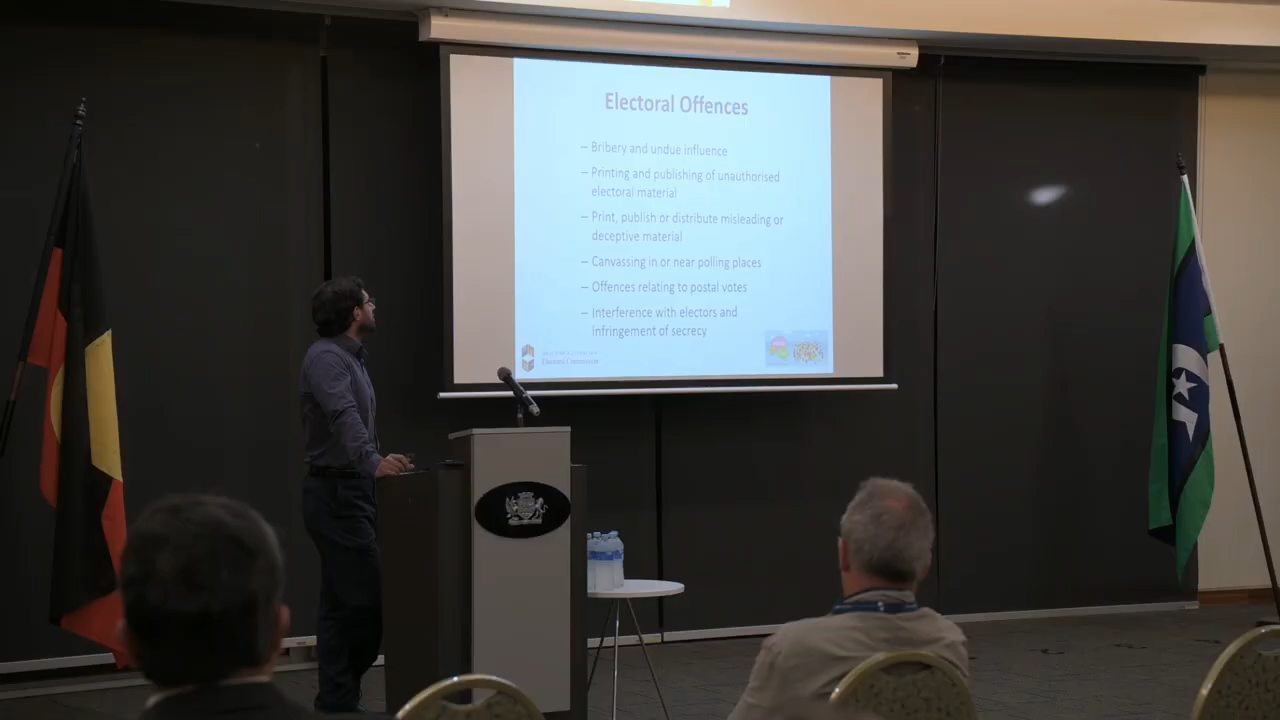 Electoral Offences
– Bribery and undue influence
– Printing and publishing of unauthorised
electoral material
– Print, publish or distribute misleading or
deceptive material
– Canvassing in or near polling places
– Offences relating to postal votes
– Interference with electors and
infringement of secrecy
Electoral Commission